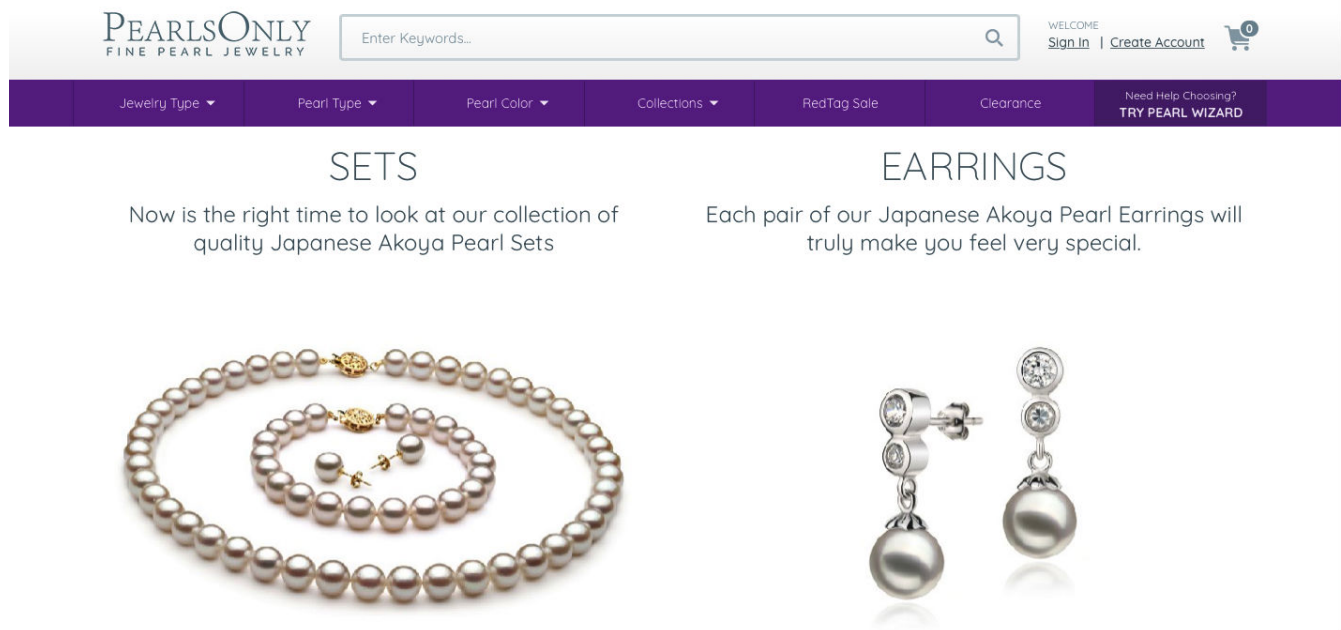 PEARLSONLY
FINE PEARL JEWELRY
Enter Keywords...
WELCOME
Sign In | Create Account
0
Jewelry Type
Pearl Type
Pearl Color
Collections
RedTag Sale
Clearance
Need Help Choosing?
TRY PEARL WIZARD
SETS
Now is the right time to look at our collection of
quality Japanese Akoya Pearl Sets
EARRINGS
Each pair of our Japanese Akoya Pearl Earrings will
truly make you feel very special.